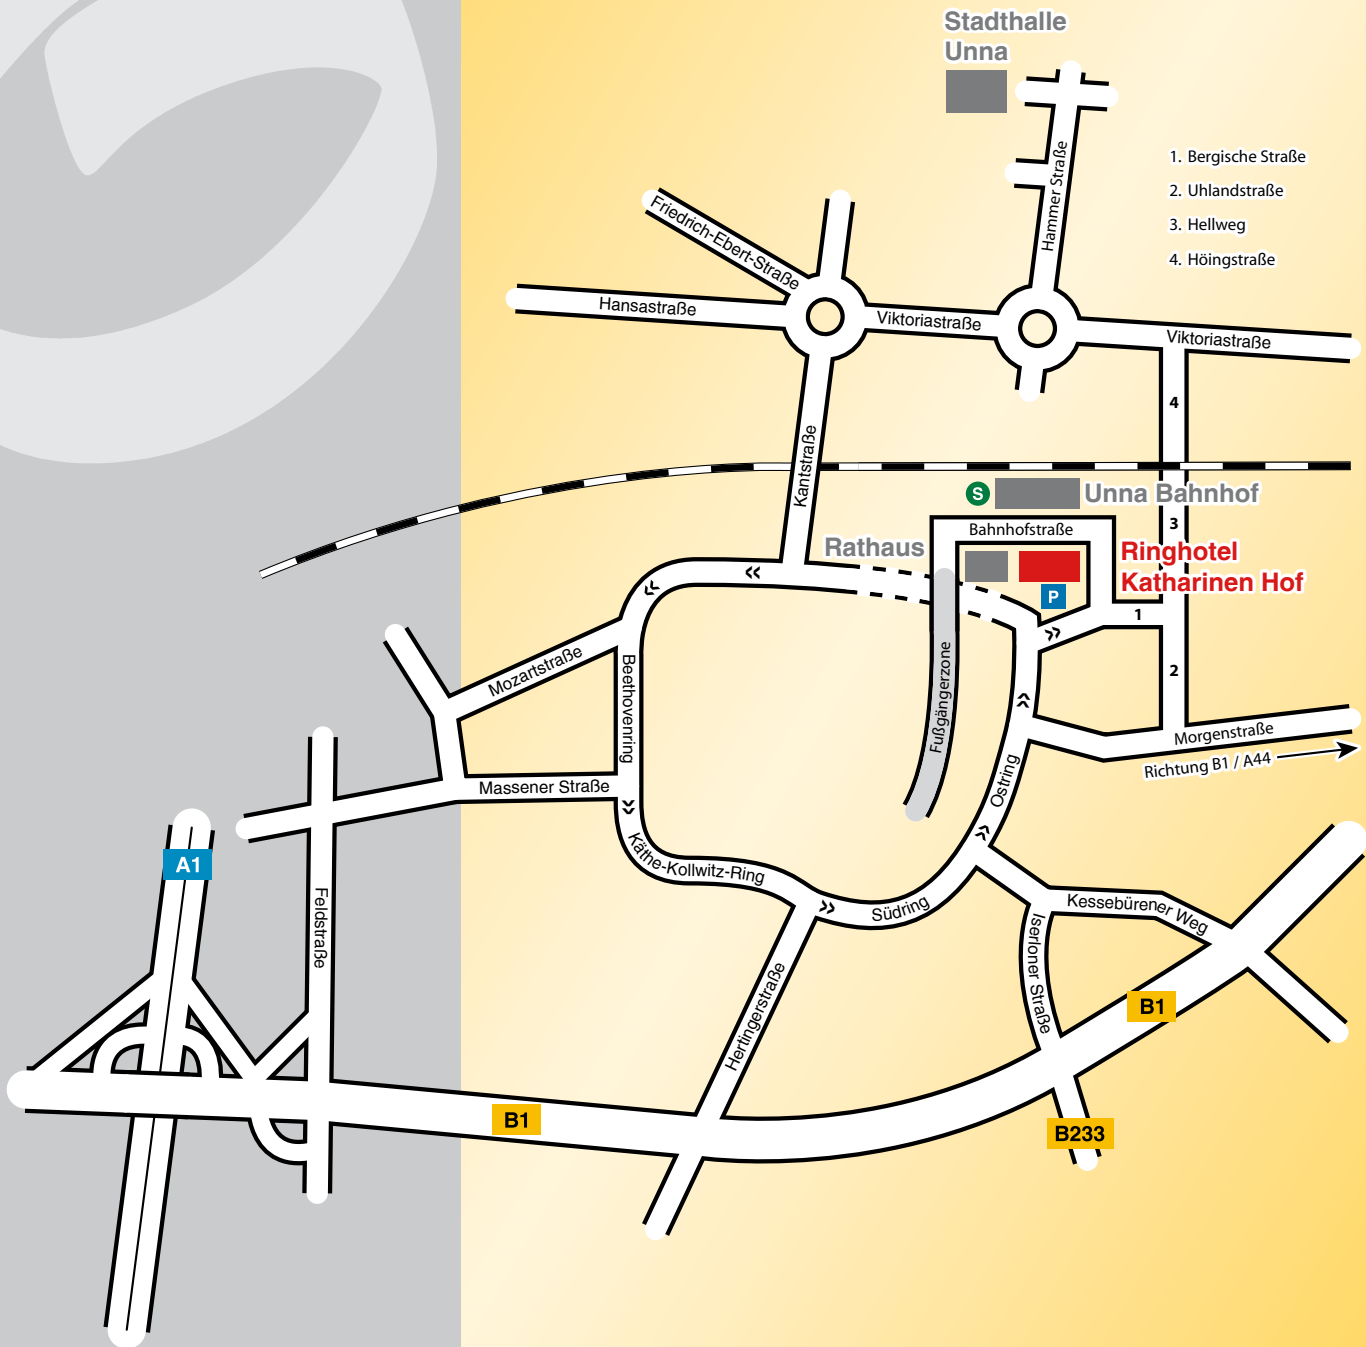 Stadthalle
Unna
1. Bergische Straße
2. Uhlandstraße
3. Hellweg
4. Höingstraße
Hammer Straße
Friedrich-Ebert-Straße
Hansastraße
Viktoriastraße
Viktoriastraße
4
Kantstraße
S
Unna Bahnhof
3
Bahnhofstraße
Rathaus
Ringhotel
Katharinen Hof
P
1
2
Mozartstraße
Beethovenring
Fußgängerzone
Morgenstraße
Richtung B1 / A44
Massener Straße
Ostring
Käthe-Kollwitz-Ring
A1
Feldstraße
Südring
Kessebürener Weg
Iserloner Straße
Hertingerstraße
B1
B1
B233